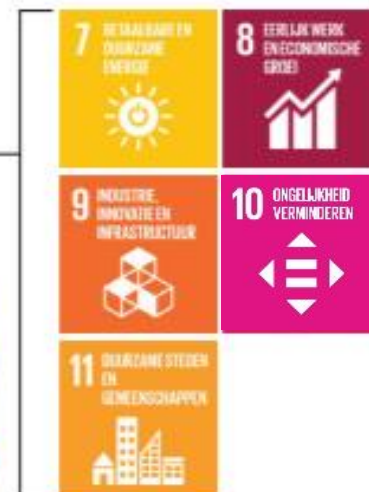 7 BETAALBARE EN
DUURZAME
ENERGIE
8 EERLIJK WERK
EN ECONOMISCHE
GROEI
9 INDUSTRIE,
INNOVATIE EN
INFRASTRUCTUUR
10 ONGELIJKHEID
VERMINDEREN
11 DUURZAME STEDEN
EN
GEMEENSCHAPPEN